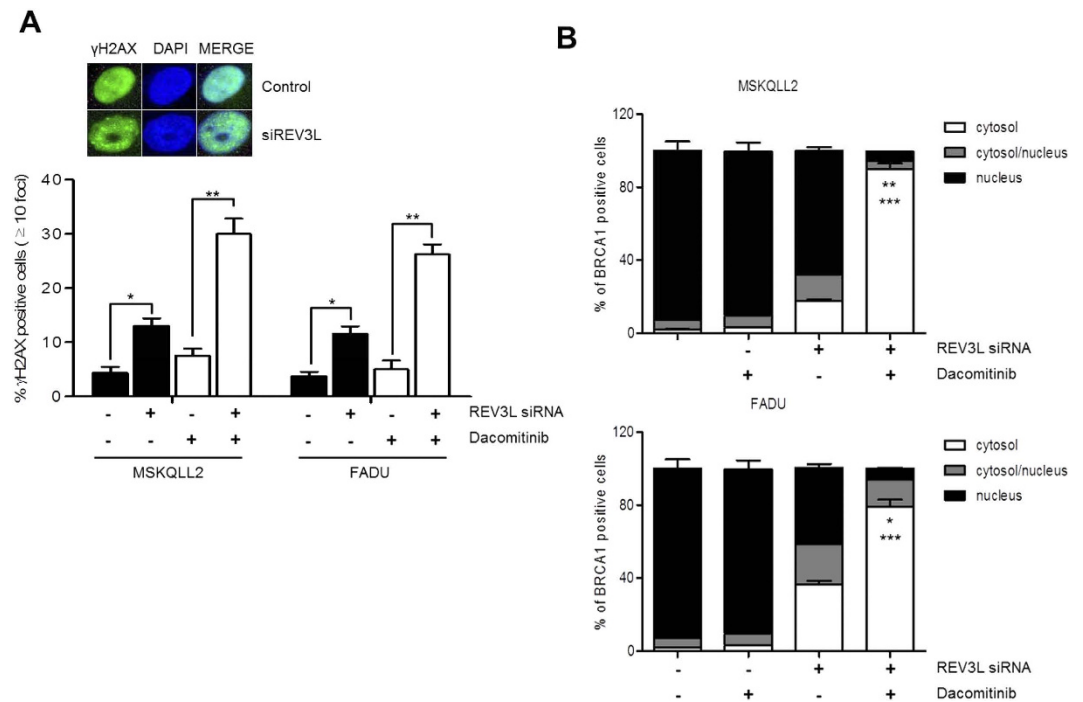 A
γH2AX DAPI MERGE
Control
siREV3L
% γH2AX positive cells ( ≥ 10 foci)
40
30
20
10
0
* ** * **
- + - + - + - + REV3L siRNA
- - + + - - + + Dacomitinib
MSKQLL2 FADU
B
MSKQLL2
% of BRCA1 positive cells
120
80
40
0
cytosol
cytosol/nucleus
nucleus
**
***
- - + + REV3L siRNA
- + - + Dacomitinib
FADU
% of BRCA1 positive cells
120
80
40
0
cytosol
cytosol/nucleus
nucleus
*
***
- - + + REV3L siRNA
- + - + Dacomitinib